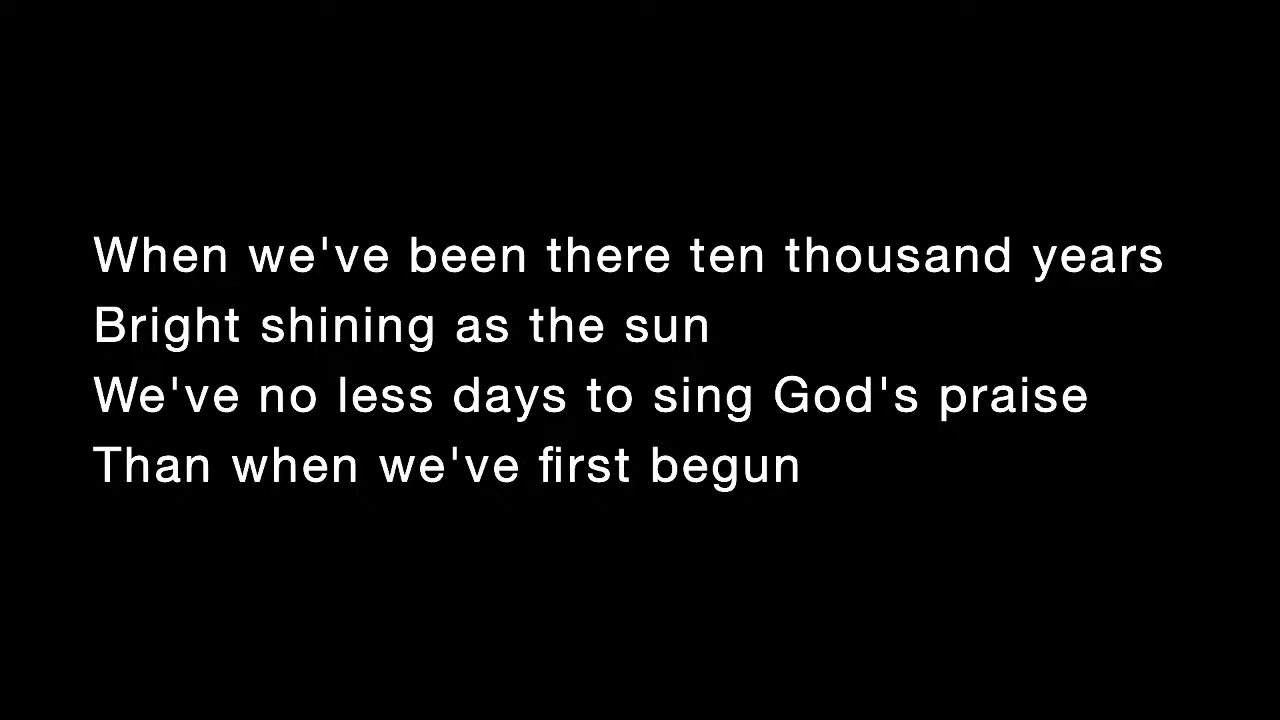 When we've been there ten thousand years
Bright shining as the sun
We've no less days to sing God's praise
Than when we've first begun